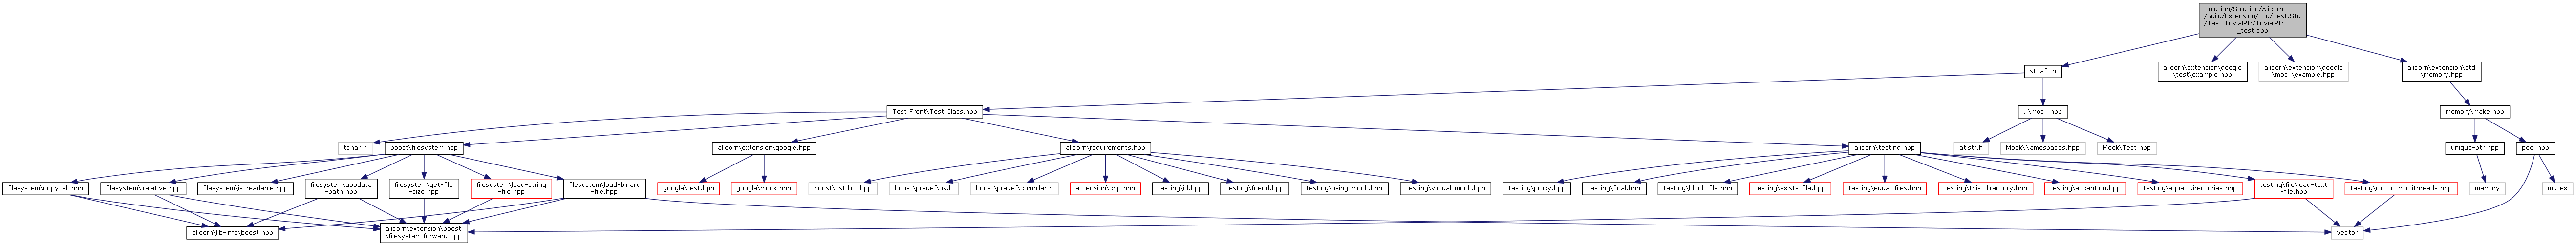 Solution/Solution/Alicorn
/Build/Extension/Std/Test.Std
/Test.TrivialPtr/TrivialPtr
_test.cpp
stdafx.h
alicorn\extension\google
\test\example.hpp
alicorn\extension\google
\mock\example.hpp
alicorn\extension\std
\memory.hpp
Test.Front\Test.Class.hpp
...\mock.hpp
memory\make.hpp
tchar.h
boost\filesystem.hpp
alicorn\extension\google.hpp
alicorn\requirements.hpp
alicorn\testing.hpp
atlstr.h
Mock\Namespaces.hpp
Mock\Test.hpp
unique-ptr.hpp
pool.hpp
filesystem\copy-all.hpp
filesystem\relative.hpp
filesystem\is-readable.hpp
filesystem\appdata
-path.hpp
filesystem\get-file
-size.hpp
filesystem\load-string
-file.hpp
filesystem\load-binary
-file.hpp
google\test.hpp
google\mock.hpp
boost\cstdint.hpp
boost\predef\os.h
boost\predef\compiler.h
extension\cpp.hpp
testing\id.hpp
testing\friend.hpp
testing\using-mock.hpp
testing\virtual-mock.hpp
testing\proxy.hpp
testing\final.hpp
testing\block-file.hpp
testing\exists-file.hpp
testing\equal-files.hpp
testing\this-directory.hpp
testing\exception.hpp
testing\equal-directories.hpp
testing\file\load-text
-file.hpp
testing\run-in-multithreads.hpp
memory
mutex
alicorn\lib-info\boost.hpp
alicorn\extension\boost
\filesystem.forward.hpp
vector